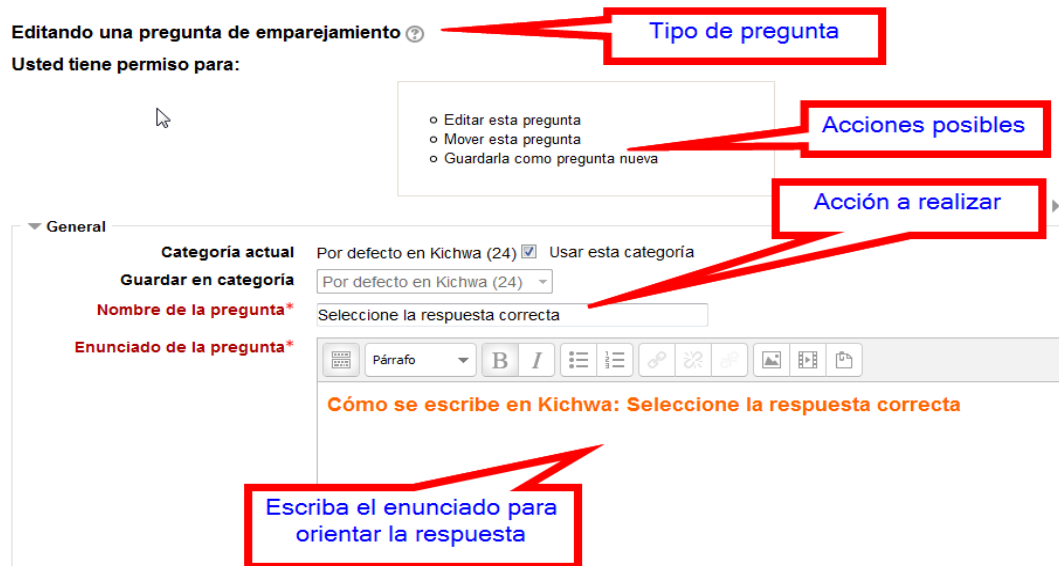 Editando una pregunta de emparejamiento
Tipo de pregunta
Usted tiene permiso para:
Editar esta pregunta
Mover esta pregunta
Guardarla como pregunta nueva
Acciones posibles
Acción a realizar
General
Categoría actual Por defecto en Kichwa (24) Usar esta categoría
Guardar en categoría Por defecto en Kichwa (24)
Nombre de la pregunta* Seleccione la respuesta correcta
Enunciado de la pregunta*
Párrafo B I
Cómo se escribe en Kichwa: Seleccione la respuesta correcta
Escriba el enunciado para
orientar la respuesta